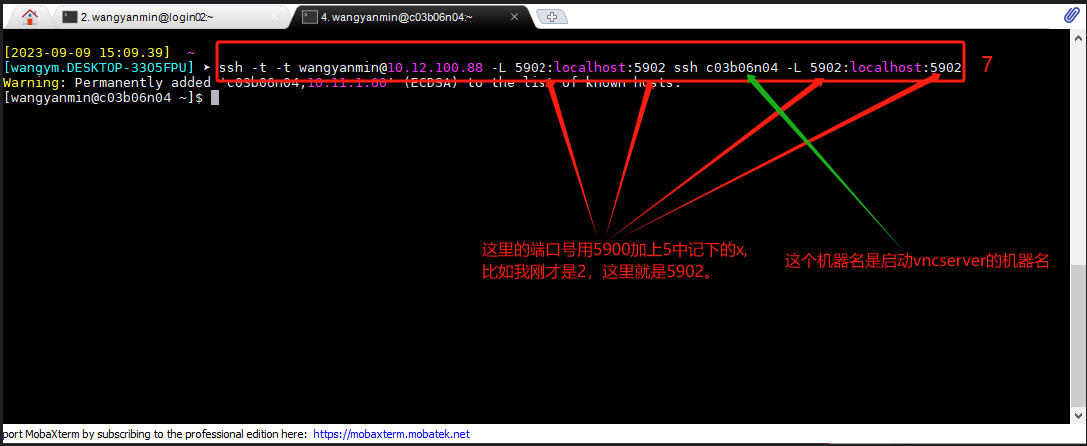 2. wangyanmin@login02:~
4. wangyanmin@c03b06n04:~
[2023-09-09 15:09.39] ~
[wangym.DESKTOP-33O5FPU] ➤ ssh -t -t wangyanmin@10.12.100.88 -L 5902:localhost:5902 ssh c03b06n04 -L 5902:localhost:5902
7
Warning: Permanently added 'c03b06n04,10.11.1.60' (ECDSA) to the list of known hosts.
[wangyanmin@c03b06n04 ~]$
这里的端口号用5900加上5中记下的x,
比如我刚才是2，这里就是5902。
这个机器名是启动vncserver的机器名
port MobaXterm by subscribing to the professional edition here: https://mobaxterm.mobatek.net